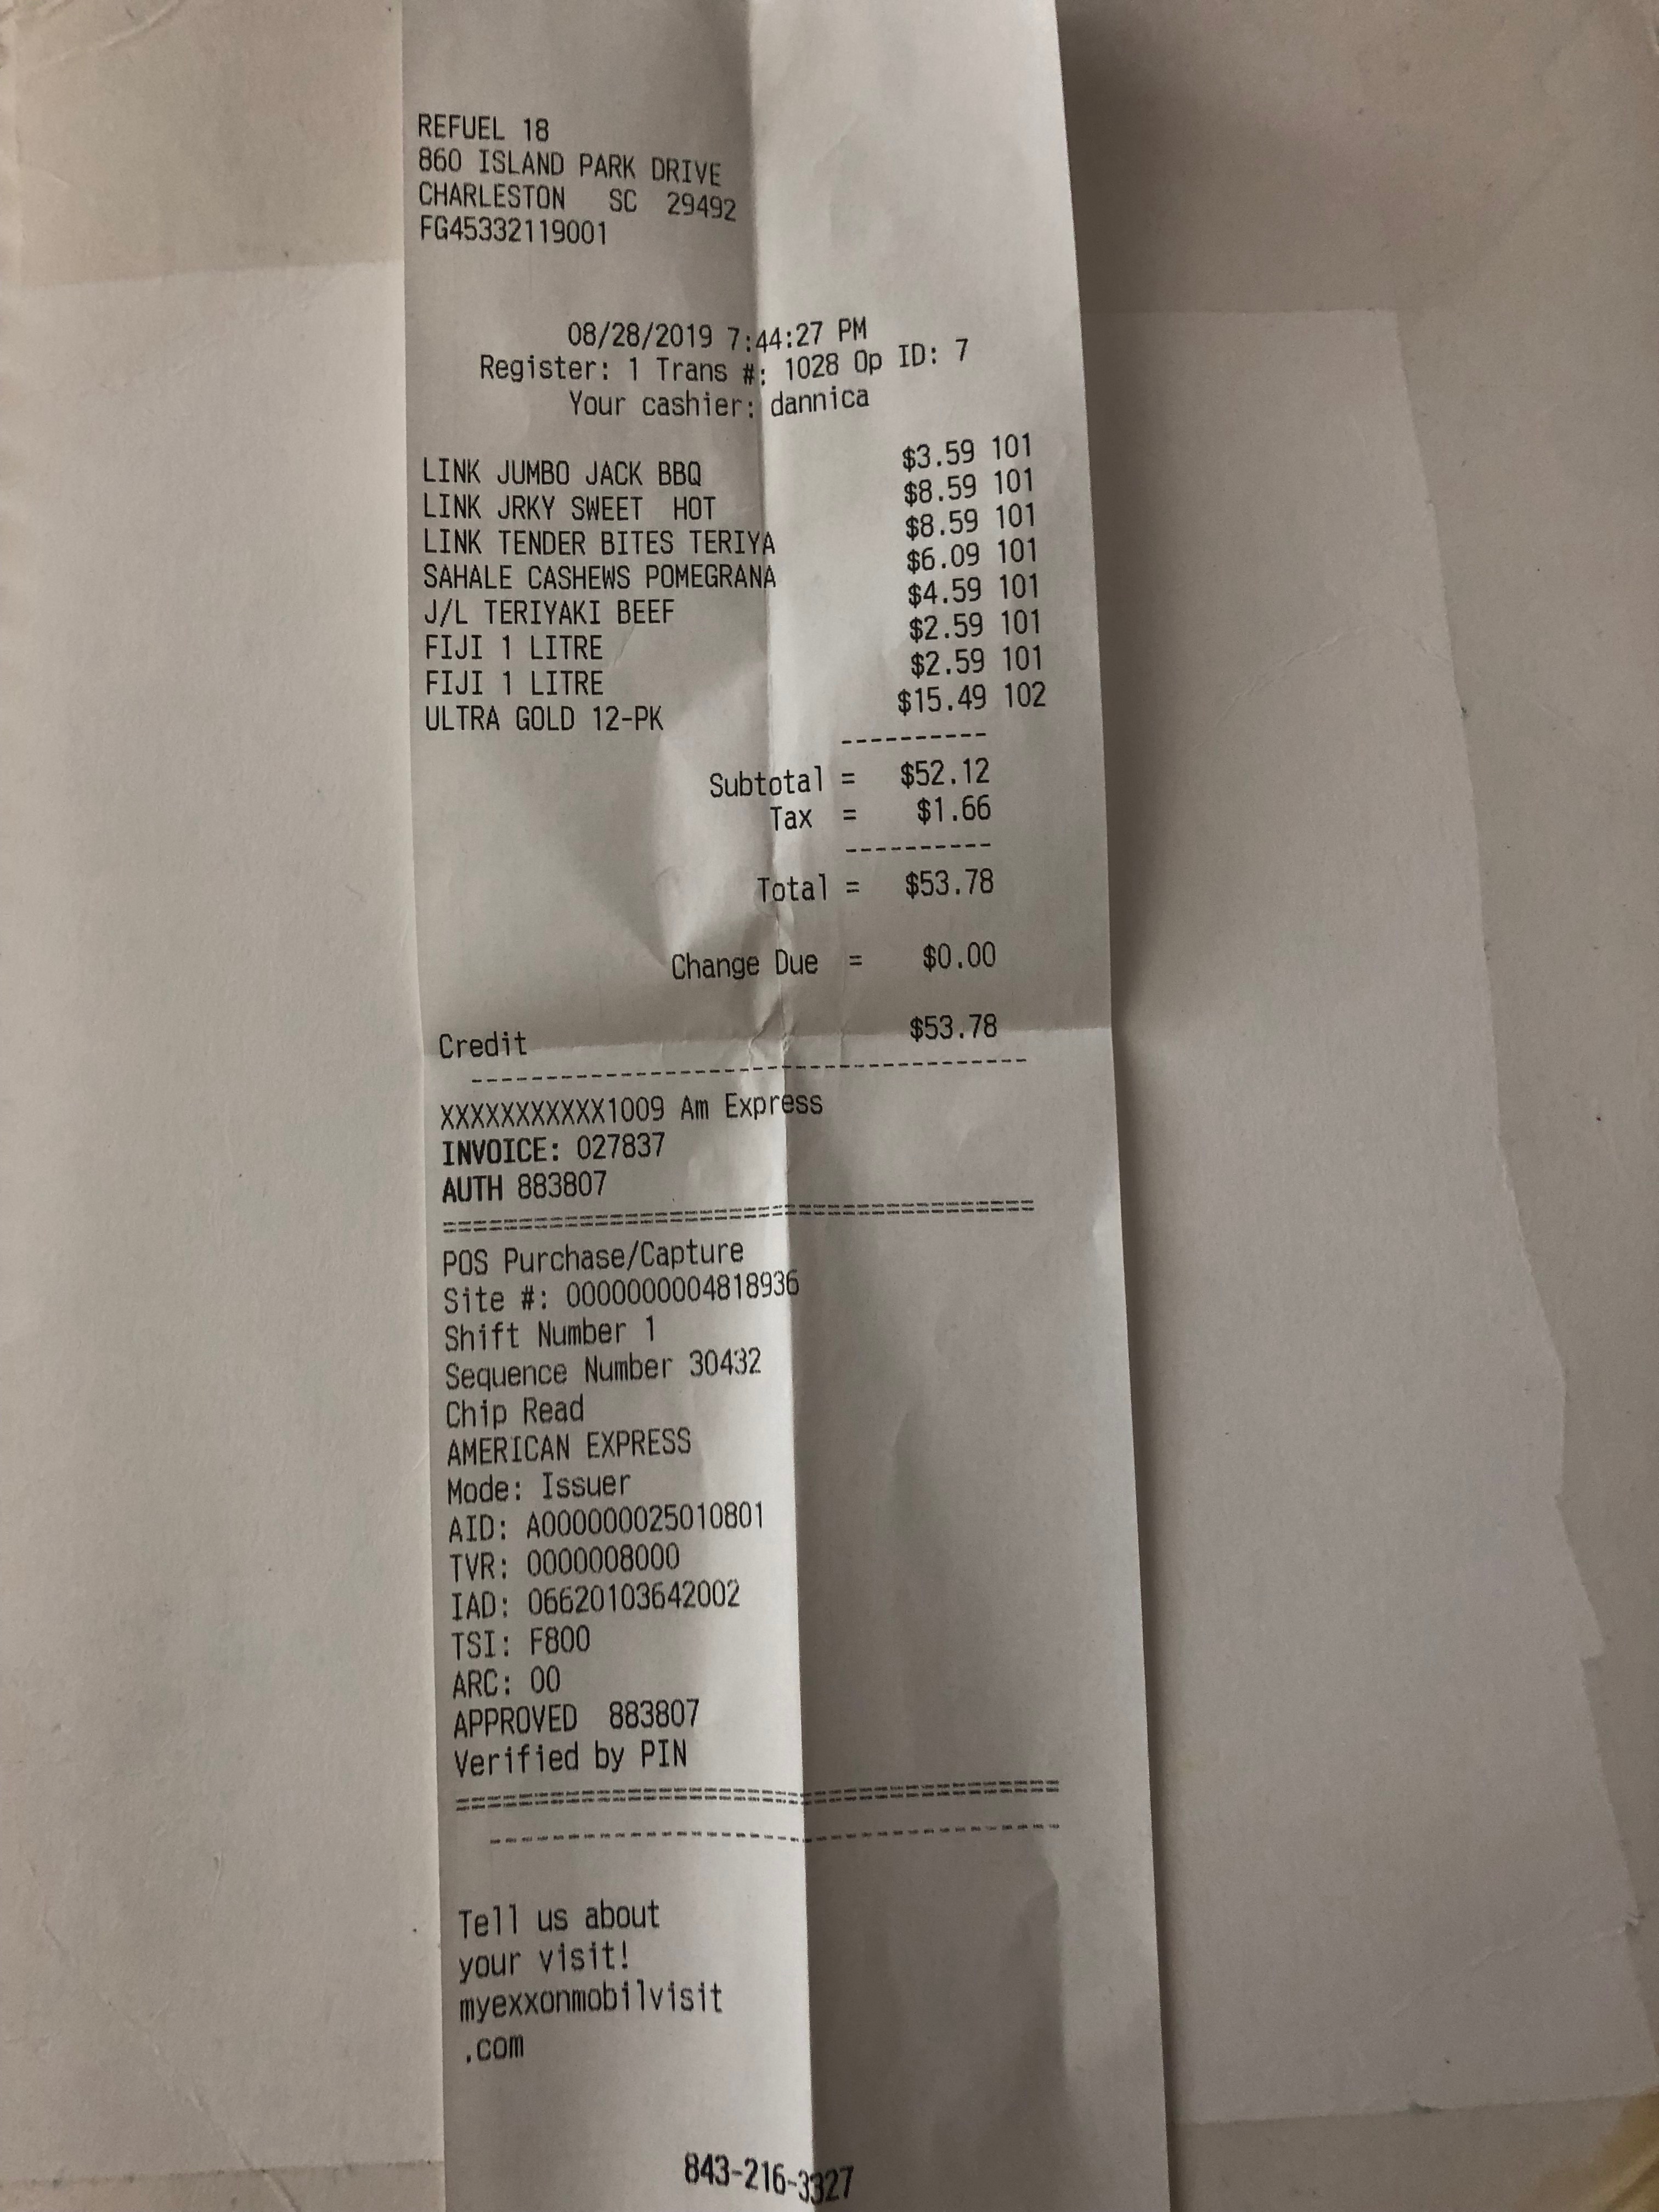 REFUEL 18
860 ISLAND PARK DRIVE
CHARLESTON SC 29492
FG45332119001
08/28/2019 7:44:27 PM
Register: 1 Trans #: 1028 Op ID: 7
Your cashier: dannica
LINK JUMBO JACK BBQ $3.59 101
LINK JRKY SWEET HOT $8.59 101
LINK TENDER BITES TERIYA $8.59 101
SAHALE CASHEWS POMEGRANA $6.09 101
J/L TERIYAKI BEEF $4.59 101
FIJI 1 LITRE $2.59 101
FIJI 1 LITRE $2.59 101
ULTRA GOLD 12-PK $15.49 102
----------
Subtotal = $52.12
Tax = $1.66
----------
Total = $53.78
Change Due = $0.00
Credit $53.78
--------------------------------------
XXXXXXXXXXX1009 Am Express
INVOICE: 027837
AUTH 883807
========================================
POS Purchase/Capture
Site #: 0000000004818936
Shift Number 1
Sequence Number 30432
Chip Read
AMERICAN EXPRESS
Mode: Issuer
AID: A000000025010801
TVR: 0000008000
IAD: 06620103642002
TSI: F800
ARC: 00
APPROVED 883807
Verified by PIN
========================================
--------------------------------------
Tell us about
your visit!
myexxonmobilvisit
.com
843-216-3327